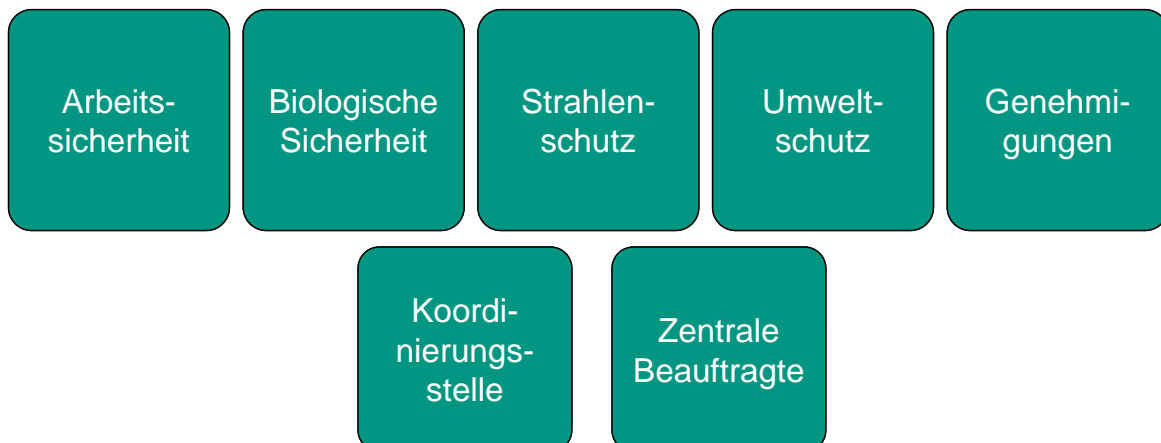 Arbeits-
sicherheit
Biologische
Sicherheit
Strahlen-
schutz
Umwelt-
schutz
Genehmi-
gungen
Koordi-
nierungs-
stelle
Zentrale
Beauftragte